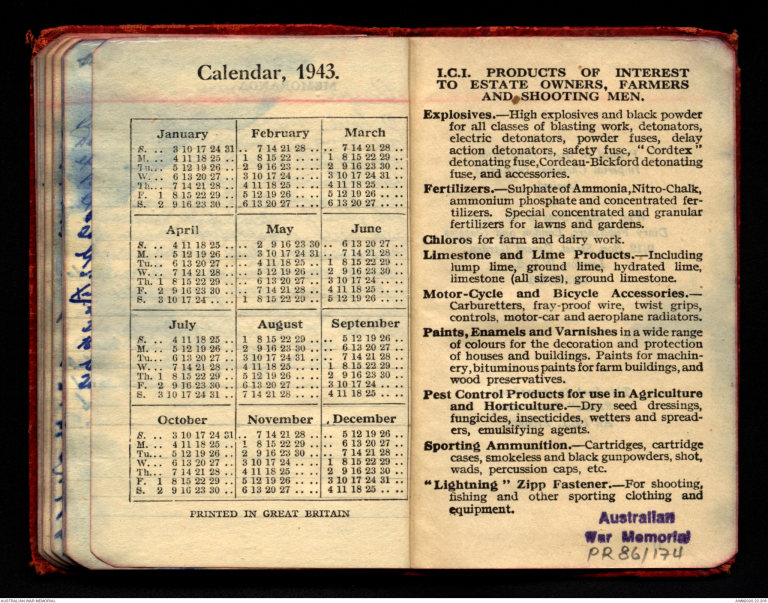 Calendar, 1943.
January February March
S. .. 3 10 17 24 31 .. 7 14 21 28 .. .. 7 14 21 28 ..
M. .. 4 11 18 25 .. 1 8 15 22 .. .. 1 8 15 22 29 ..
Tu... 5 12 19 26 .. 2 9 16 23 .. .. 2 9 16 23 30 ..
W. .. 6 13 20 27 .. 3 10 17 24 .. .. 3 10 17 24 31 ..
Th... 7 14 21 28 .. 4 11 18 25 .. .. 4 11 18 25 .. ..
F. 1 8 15 22 29 .. 5 12 19 26 .. .. 5 12 19 26 .. ..
S. 2 9 16 23 30 .. 6 13 20 27 .. .. 6 13 20 27 .. ..
April May June
S. .. 4 11 18 25 .. .. 2 9 16 23 30 .. 6 13 20 27 ..
M. .. 5 12 19 26 .. .. 3 10 17 24 31 .. 7 14 21 28 ..
Tu... 6 13 20 27 .. .. 4 11 18 25 .. 1 8 15 22 29 ..
W. .. 7 14 21 28 .. .. 5 12 19 26 .. 2 9 16 23 30 ..
Th. 1 8 15 22 29 .. .. 6 13 20 27 .. 3 10 17 24 .. ..
F. 2 9 16 23 30 .. .. 7 14 21 28 .. 4 11 18 25 .. ..
S. 3 10 17 24 .. .. 1 8 15 22 29 .. 5 12 19 26 .. ..
July August September
S. .. 4 11 18 25 .. 1 8 15 22 29 .. .. 5 12 19 26 ..
M. .. 5 12 19 26 .. 2 9 16 23 30 .. .. 6 13 20 27 ..
Tu... 6 13 20 27 .. 3 10 17 24 31 .. .. 7 14 21 28 ..
W. .. 7 14 21 28 .. 4 11 18 25 .. .. 1 8 15 22 29 ..
Th. 1 8 15 22 29 .. 5 12 19 26 .. .. 2 9 16 23 30 ..
F. 2 9 16 23 30 .. 6 13 20 27 .. .. 3 10 17 24 .. ..
S. 3 10 17 24 31 .. 7 14 21 28 .. .. 4 11 18 25 .. ..
October November December
S. .. 3 10 17 24 31 .. 7 14 21 28 .. .. 5 12 19 26 ..
M. .. 4 11 18 25 .. 1 8 15 22 29 .. .. 6 13 20 27 ..
Tu... 5 12 19 26 .. 2 9 16 23 30 .. .. 7 14 21 28 ..
W. .. 6 13 20 27 .. 3 10 17 24 .. .. 1 8 15 22 29 ..
Th... 7 14 21 28 .. 4 11 18 25 .. .. 2 9 16 23 30 ..
F. 1 8 15 22 29 .. 5 12 19 26 .. .. 3 10 17 24 31 ..
S. 2 9 16 23 30 .. 6 13 20 27 .. .. 4 11 18 25 .. ..
PRINTED IN GREAT BRITAIN
I.C.I. PRODUCTS OF INTEREST
TO ESTATE OWNERS, FARMERS
AND SHOOTING MEN.
Explosives.—High explosives and black powder
for all classes of blasting work, detonators,
electric detonators, powder fuses, delay
action detonators, safety fuse, "Cordtex"
detonating fuse, Cordeau-Bickford detonating
fuse, and accessories.
Fertilizers.—Sulphate of Ammonia, Nitro-Chalk,
ammonium phosphate and concentrated fer-
tilizers. Special concentrated and granular
fertilizers for lawns and gardens.
Chloros for farm and dairy work.
Limestone and Lime Products.—Including
lump lime, ground lime, hydrated lime,
limestone (all sizes), ground limestone.
Motor-Cycle and Bicycle Accessories.—
Carburetters, fray-proof wire, twist grips,
controls, motor-car and aeroplane radiators.
Paints, Enamels and Varnishes in a wide range
of colours for the decoration and protection
of houses and buildings. Paints for machin-
ery, bituminous paints for farm buildings, and
wood preservatives.
Pest Control Products for use in Agriculture
and Horticulture.—Dry seed dressings,
fungicides, insecticides, wetters and spread-
ers, emulsifying agents.
Sporting Ammunition.—Cartridges, cartridge
cases, smokeless and black gunpowders, shot,
wads, percussion caps, etc.
"Lightning" Zipp Fastener.—For shooting,
fishing and other sporting clothing and
equipment.
Australian
War Memorial
PR 86/174
AUSTRALIAN WAR MEMORIAL